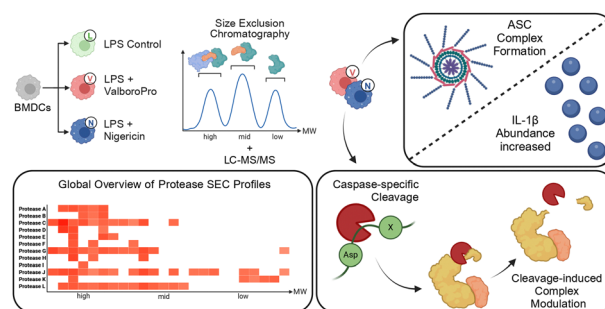 L
LPS Control
BMDCs
V
LPS +
ValboroPro
N
LPS +
Nigericin
Size Exclusion
Chromatography
high
mid
low
MW
+
LC-MS/MS
V
N
ASC
Complex
Formation
IL-1β
Abundance
increased
Global Overview of Protease SEC Profiles
Protease A
Protease B
Protease C
Protease D
Protease E
Protease F
Protease G
Protease H
Protease I
Protease J
Protease K
Protease L
high
mid
low
MW
Caspase-specific
Cleavage
Asp
X
Cleavage-induced
Complex
Modulation